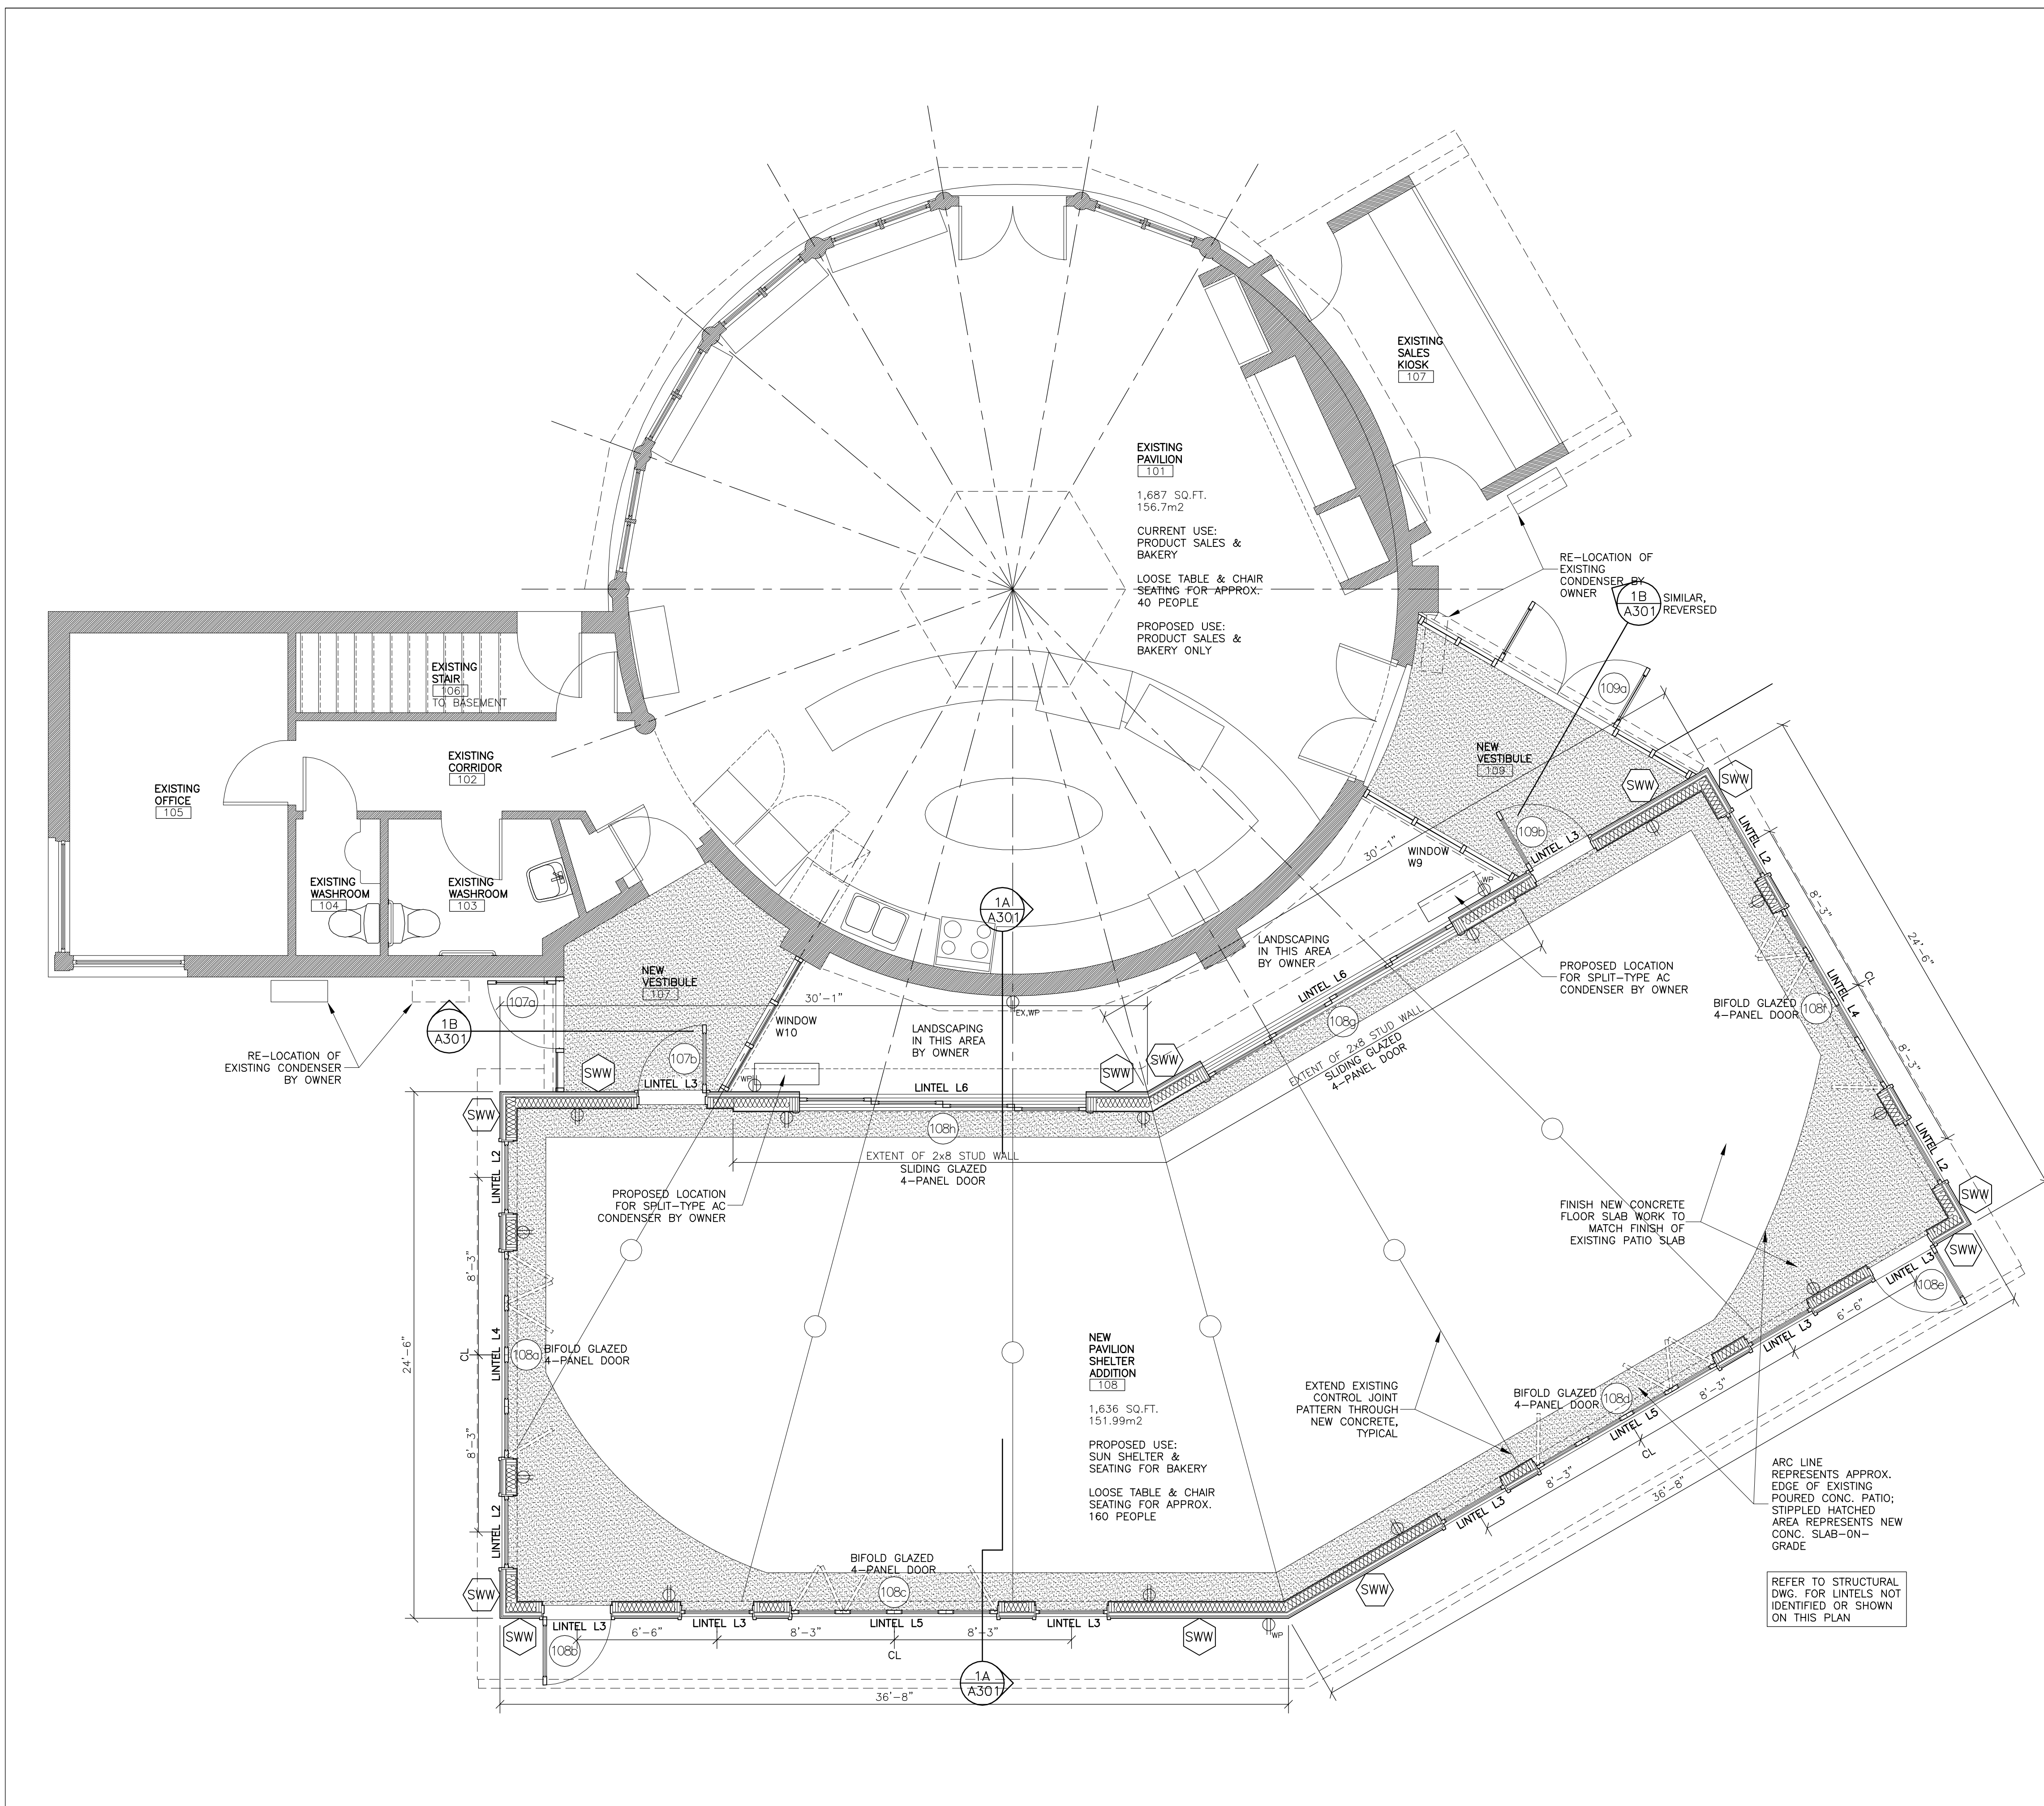 EXISTING
SALES
KIOSK
107
EXISTING
PAVILION
101
1,687 SQ.FT.
156.7m2
CURRENT USE:
PRODUCT SALES &
BAKERY
LOOSE TABLE & CHAIR
SEATING FOR APPROX.
40 PEOPLE
PROPOSED USE:
PRODUCT SALES &
BAKERY ONLY
RE-LOCATION OF
EXISTING
CONDENSER BY
OWNER
1B
A301
SIMILAR,
REVERSED
EXISTING
STAIR
106
TO BASEMENT
EXISTING
CORRIDOR
102
EXISTING
OFFICE
105
EXISTING
WASHROOM
104
EXISTING
WASHROOM
103
109a
NEW
VESTIBULE
109
SWW
SWW
109b
LINTEL L3
WINDOW
W9
30'-1"
WP
LINTEL L2
8'-3"
24'-6"
CL
LINTEL L4
BIFOLD GLAZED
4-PANEL DOOR
108f
8'-3"
LINTEL L2
SWW
SWW
1A
A301
LANDSCAPING
IN THIS AREA
BY OWNER
PROPOSED LOCATION
FOR SPLIT-TYPE AC
CONDENSER BY OWNER
LINTEL L6
108g
EXTENT OF 2x8 STUD WALL
SLIDING GLAZED
4-PANEL DOOR
NEW
VESTIBULE
107
30'-1"
107a
1B
A301
WINDOW
W10
EX,WP
LANDSCAPING
IN THIS AREA
BY OWNER
RE-LOCATION OF
EXISTING CONDENSER
BY OWNER
107b
SWW
LINTEL L3
WP
LINTEL L6
SWW
SWW
SWW
108h
EXTENT OF 2x8 STUD WALL
SLIDING GLAZED
4-PANEL DOOR
PROPOSED LOCATION
FOR SPLIT-TYPE AC
CONDENSER BY OWNER
LINTEL L2
8'-3"
24'-6"
CL
LINTEL L4
108a
BIFOLD GLAZED
4-PANEL DOOR
8'-3"
LINTEL L2
SWW
FINISH NEW CONCRETE
FLOOR SLAB WORK TO
MATCH FINISH OF
EXISTING PATIO SLAB
LINTEL L3
108e
6'-6"
LINTEL L3
NEW
PAVILION
SHELTER
ADDITION
108
1,636 SQ.FT.
151.99m2
PROPOSED USE:
SUN SHELTER &
SEATING FOR BAKERY
LOOSE TABLE & CHAIR
SEATING FOR APPROX.
160 PEOPLE
EXTEND EXISTING
CONTROL JOINT
PATTERN THROUGH
NEW CONCRETE,
TYPICAL
BIFOLD GLAZED
4-PANEL DOOR
108d
8'-3"
LINTEL L5
CL
8'-3"
LINTEL L3
36'-8"
ARC LINE
REPRESENTS APPROX.
EDGE OF EXISTING
POURED CONC. PATIO;
STIPPLED HATCHED
AREA REPRESENTS NEW
CONC. SLAB-ON-
GRADE
REFER TO STRUCTURAL
DWG. FOR LINTELS NOT
IDENTIFIED OR SHOWN
ON THIS PLAN
BIFOLD GLAZED
4-PANEL DOOR
108c
SWW
LINTEL L3
LINTEL L3
LINTEL L5
LINTEL L3
WP
SWW
108b
6'-6"
8'-3"
8'-3"
CL
SWW
1A
A301
36'-8"